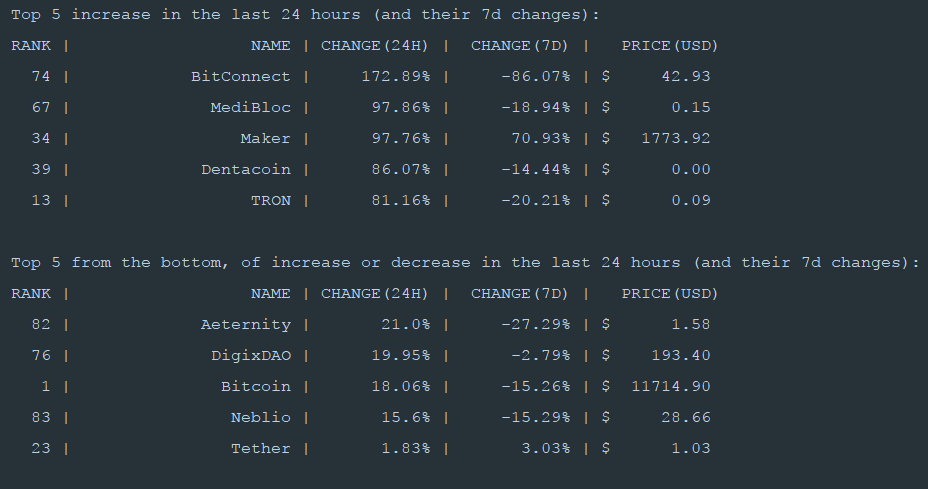 Top 5 increase in the last 24 hours (and their 7d changes):
RANK | NAME | CHANGE(24H) | CHANGE(7D) | PRICE(USD)
74 | BitConnect | 172.89% | -86.07% | $ 42.93
67 | MediBloc | 97.86% | -18.94% | $ 0.15
34 | Maker | 97.76% | 70.93% | $ 1773.92
39 | Dentacoin | 86.07% | -14.44% | $ 0.00
13 | TRON | 81.16% | -20.21% | $ 0.09
Top 5 from the bottom, of increase or decrease in the last 24 hours (and their 7d changes):
RANK | NAME | CHANGE(24H) | CHANGE(7D) | PRICE(USD)
82 | Aeternity | 21.0% | -27.29% | $ 1.58
76 | DigixDAO | 19.95% | -2.79% | $ 193.40
1 | Bitcoin | 18.06% | -15.26% | $ 11714.90
83 | Neblio | 15.6% | -15.29% | $ 28.66
23 | Tether | 1.83% | 3.03% | $ 1.03